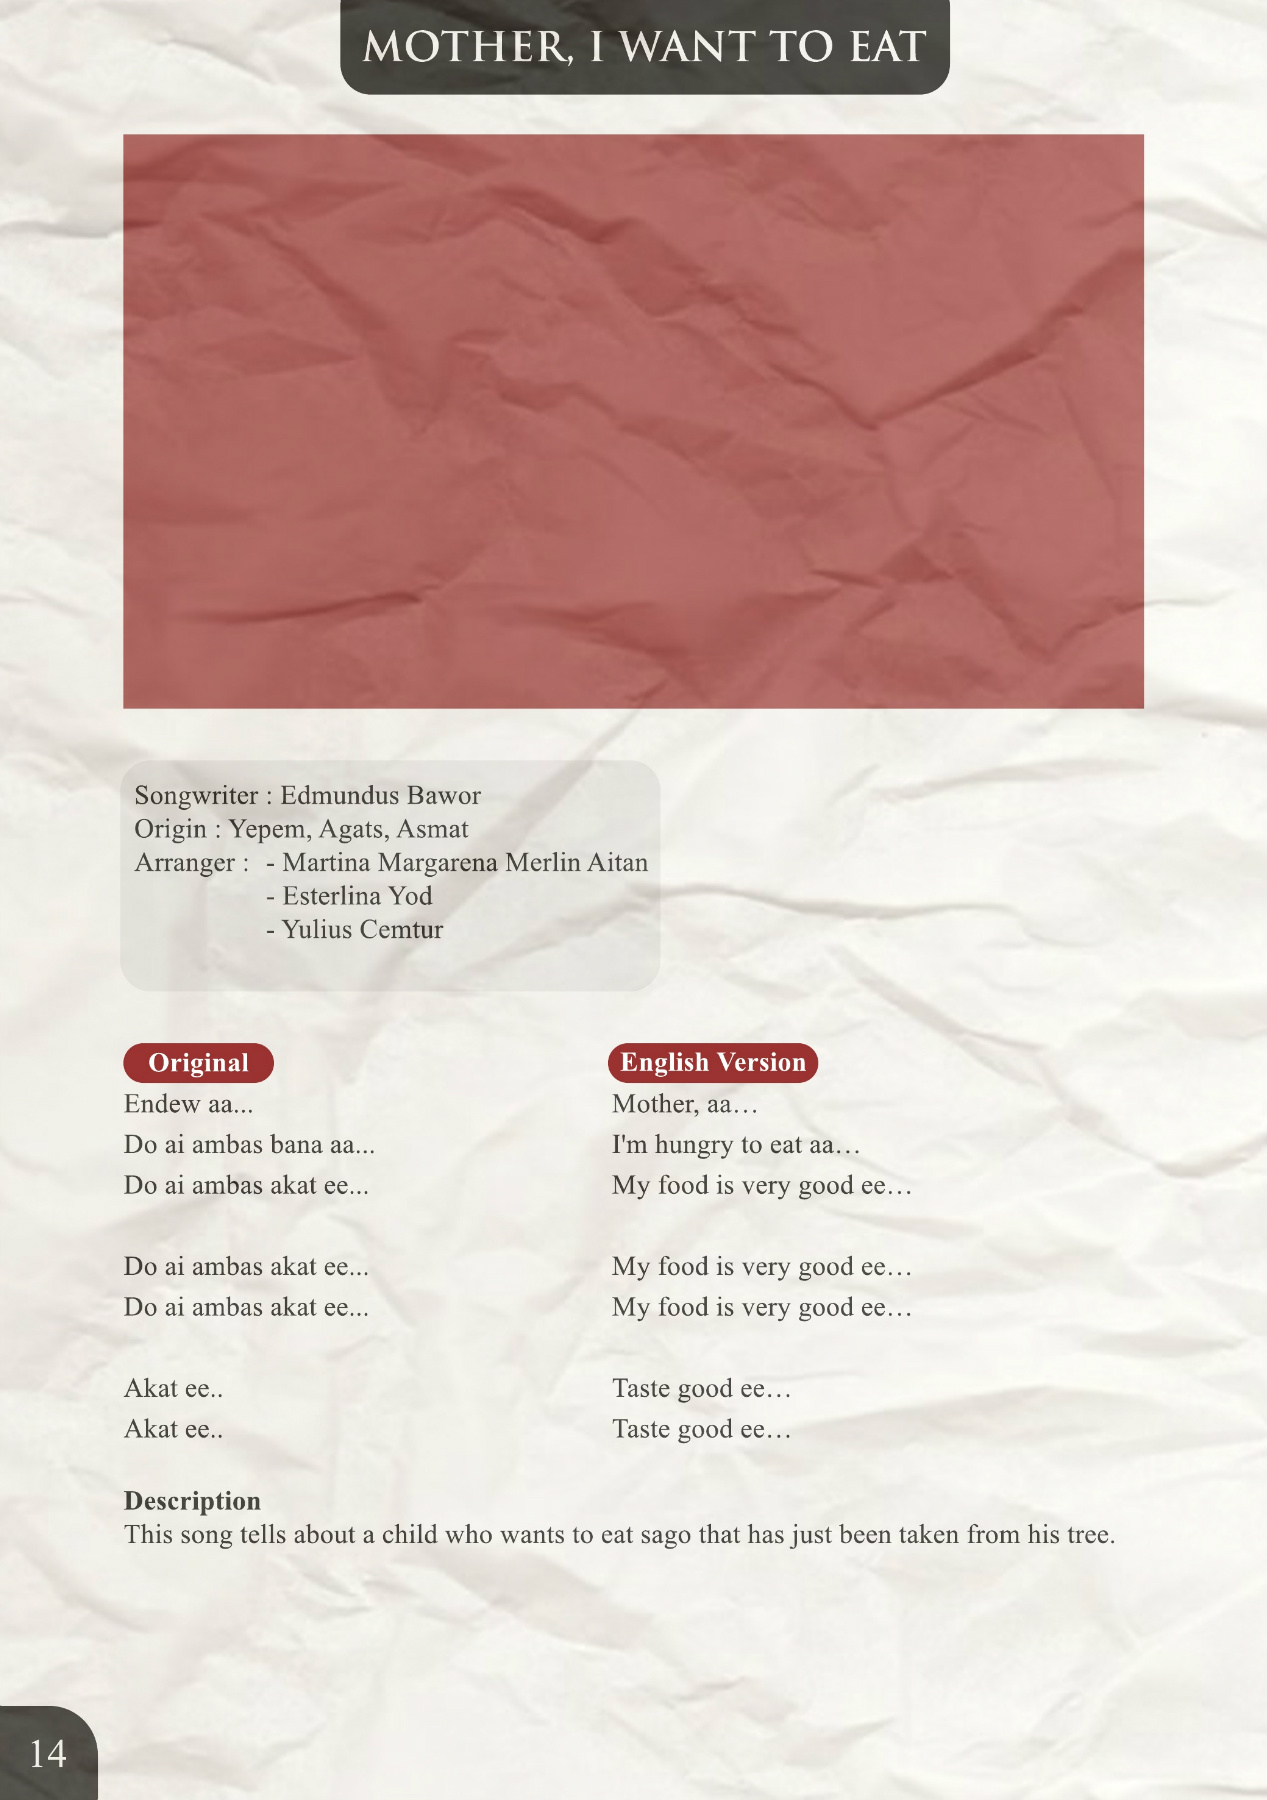 MOTHER, I WANT TO EAT
Songwriter : Edmundus Bawor
Origin : Yepem, Agats, Asmat
Arranger : - Martina Margarena Merlin Aitan
- Esterlina Yod
- Yulius Cemtur
Original
Endew aa...
Do ai ambas bana aa...
Do ai ambas akat ee...
Do ai ambas akat ee...
Do ai ambas akat ee...
Akat ee..
Akat ee..
English Version
Mother, aa…
I'm hungry to eat aa…
My food is very good ee…
My food is very good ee…
My food is very good ee…
Taste good ee…
Taste good ee…
Description
This song tells about a child who wants to eat sago that has just been taken from his tree.
14